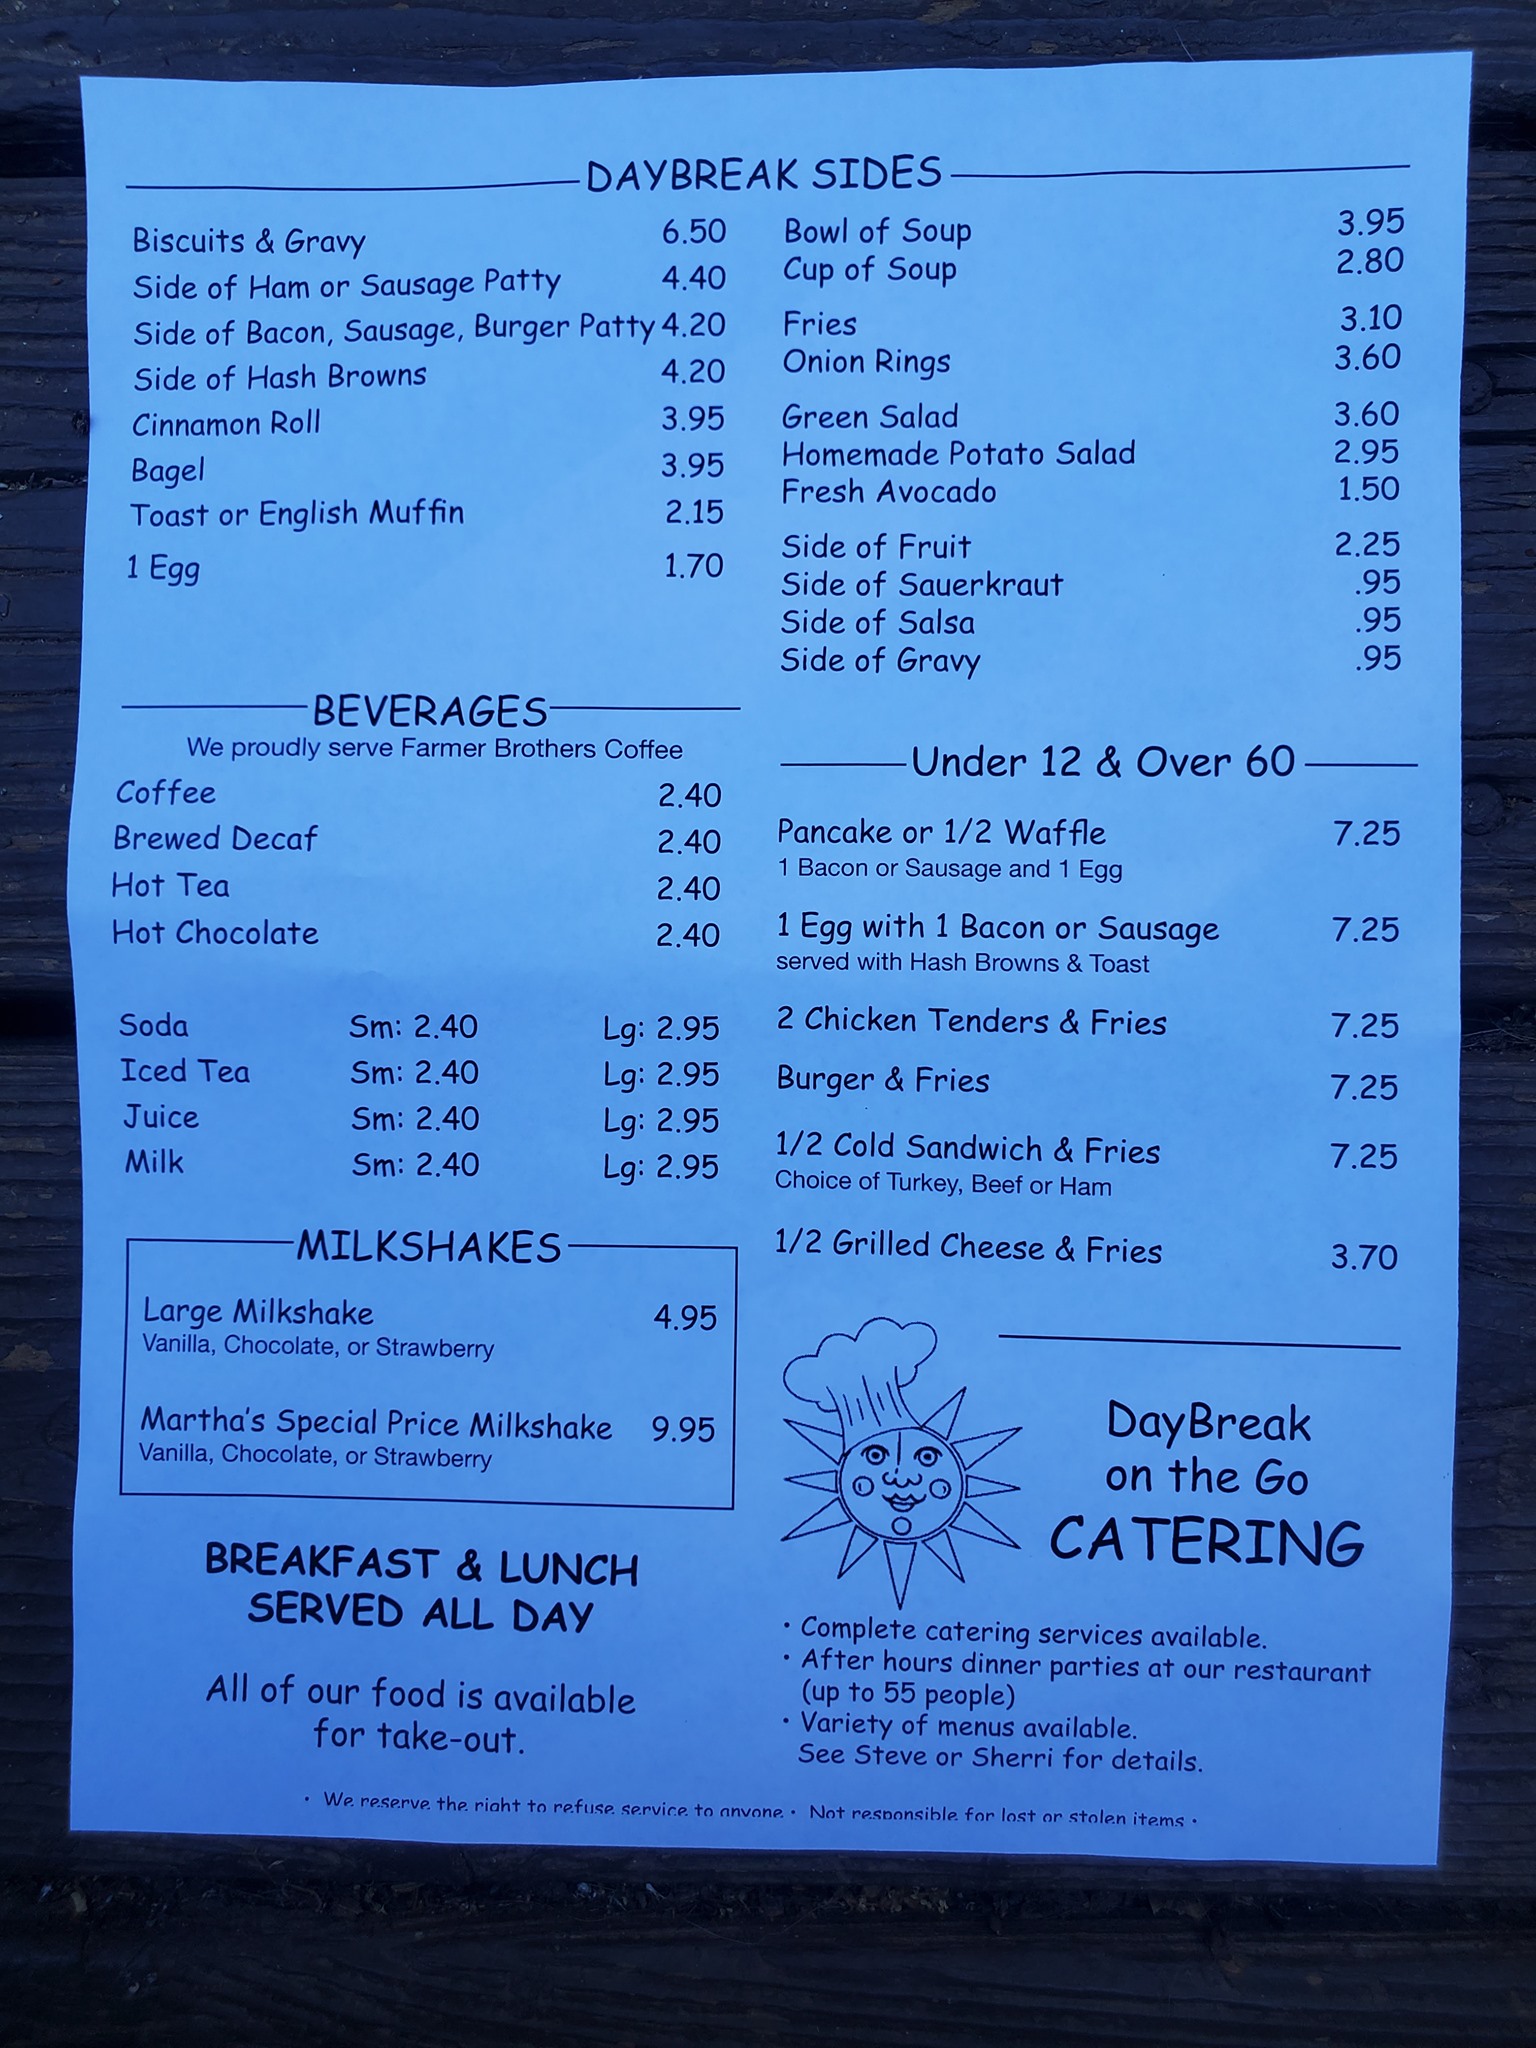 DAYBREAK SIDES
Biscuits & Gravy 6.50
Side of Ham or Sausage Patty 4.40
Side of Bacon, Sausage, Burger Patty 4.20
Side of Hash Browns 4.20
Cinnamon Roll 3.95
Bagel 3.95
Toast or English Muffin 2.15
1 Egg 1.70
Bowl of Soup 3.95
Cup of Soup 2.80
Fries 3.10
Onion Rings 3.60
Green Salad 3.60
Homemade Potato Salad 2.95
Fresh Avocado 1.50
Side of Fruit 2.25
Side of Sauerkraut .95
Side of Salsa .95
Side of Gravy .95
BEVERAGES
We proudly serve Farmer Brothers Coffee
Coffee 2.40
Brewed Decaf 2.40
Hot Tea 2.40
Hot Chocolate 2.40
Soda Sm: 2.40 Lg: 2.95
Iced Tea Sm: 2.40 Lg: 2.95
Juice Sm: 2.40 Lg: 2.95
Milk Sm: 2.40 Lg: 2.95
MILKSHAKES
Large Milkshake 4.95
Vanilla, Chocolate, or Strawberry
Martha's Special Price Milkshake 9.95
Vanilla, Chocolate, or Strawberry
BREAKFAST & LUNCH
SERVED ALL DAY
All of our food is available
for take-out.
Under 12 & Over 60
Pancake or 1/2 Waffle 7.25
1 Bacon or Sausage and 1 Egg
1 Egg with 1 Bacon or Sausage 7.25
served with Hash Browns & Toast
2 Chicken Tenders & Fries 7.25
Burger & Fries 7.25
1/2 Cold Sandwich & Fries 7.25
Choice of Turkey, Beef or Ham
1/2 Grilled Cheese & Fries 3.70
DayBreak
on the Go
CATERING
• Complete catering services available.
• After hours dinner parties at our restaurant
(up to 55 people)
• Variety of menus available.
See Steve or Sherri for details.
• We reserve the right to refuse service to anyone • Not responsible for lost or stolen items •